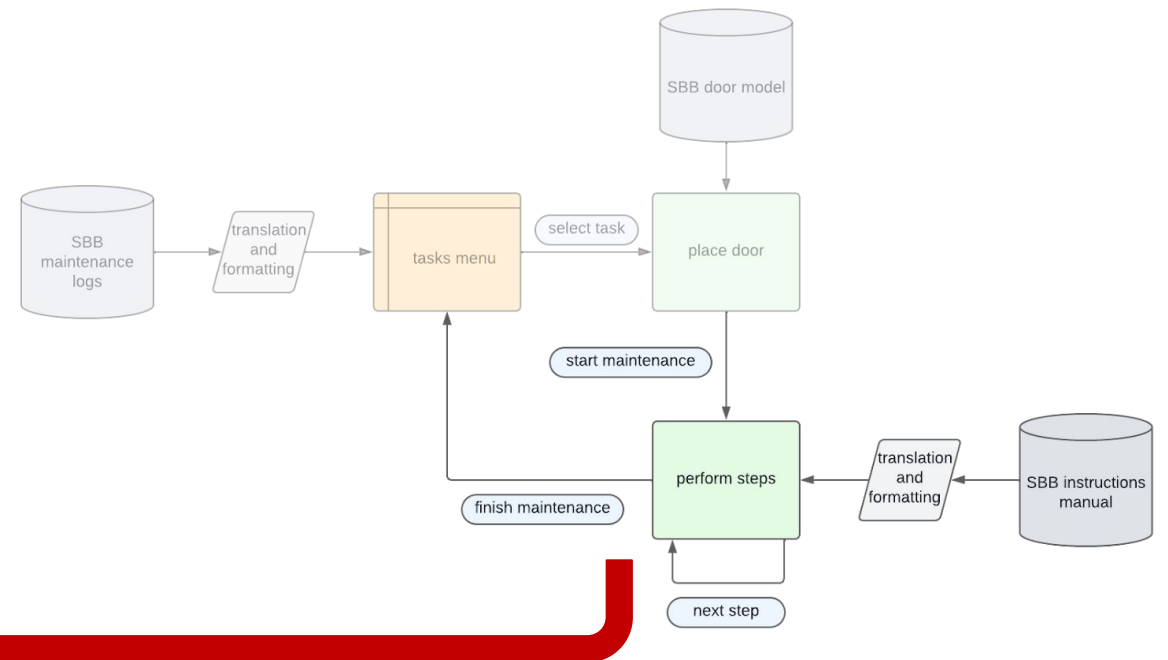 SBB door model
SBB
maintenance
logs
translation
and
formatting
tasks menu
select task
place door
start maintenance
perform steps
translation
and
formatting
SBB instructions
manual
finish maintenance
next step